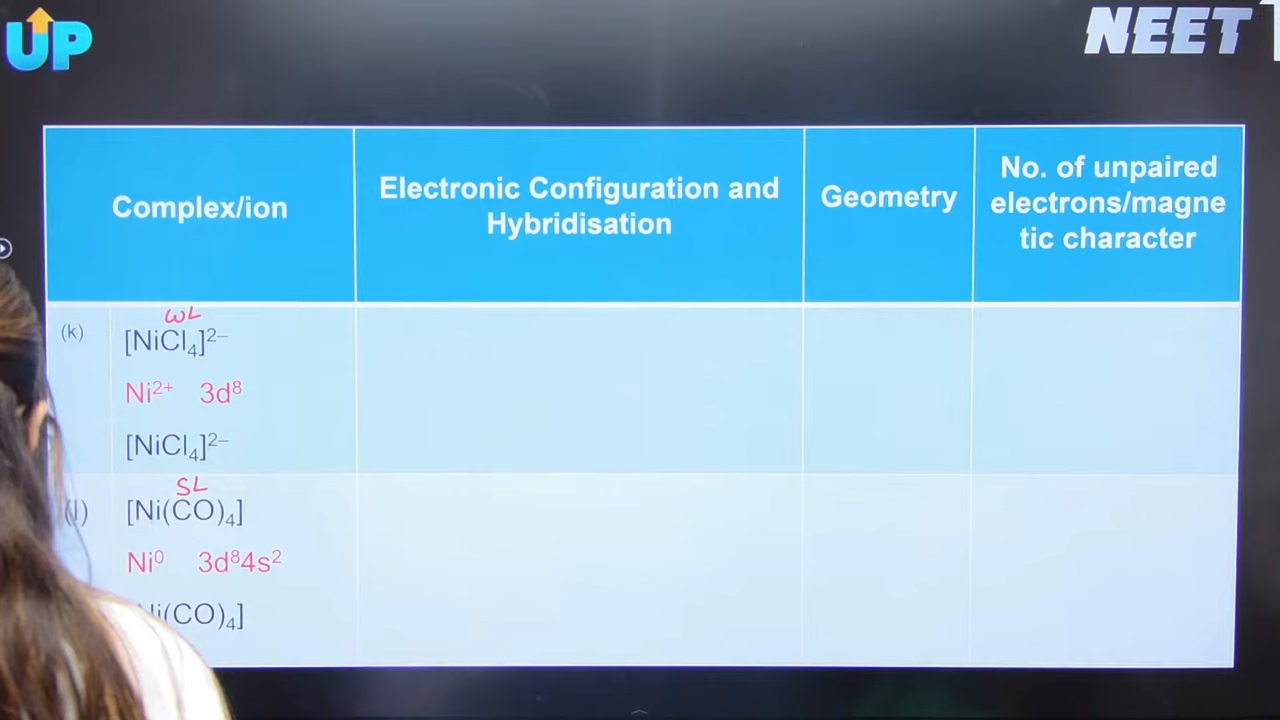 UP
NEET
Complex/ion
Electronic Configuration and
Hybridisation
Geometry
No. of unpaired
electrons/magne
tic character
WL
(k) [NiCl₄]²⁻
Ni²⁺ 3d⁸
[NiCl₄]²⁻
SL
(l) [Ni(CO)₄]
Ni⁰ 3d⁸4s²
Ni(CO)₄]